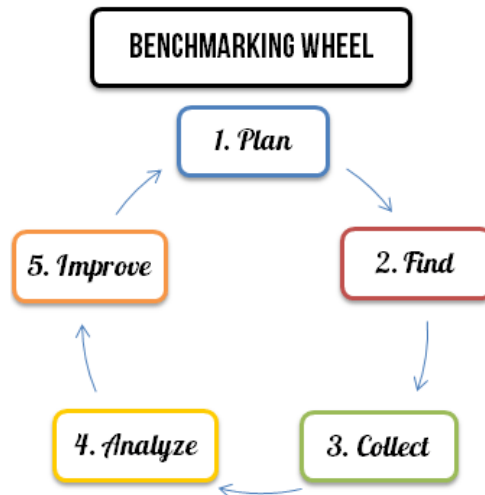 BENCHMARKING WHEEL
1. Plan
2. Find
3. Collect
4. Analyze
5. Improve